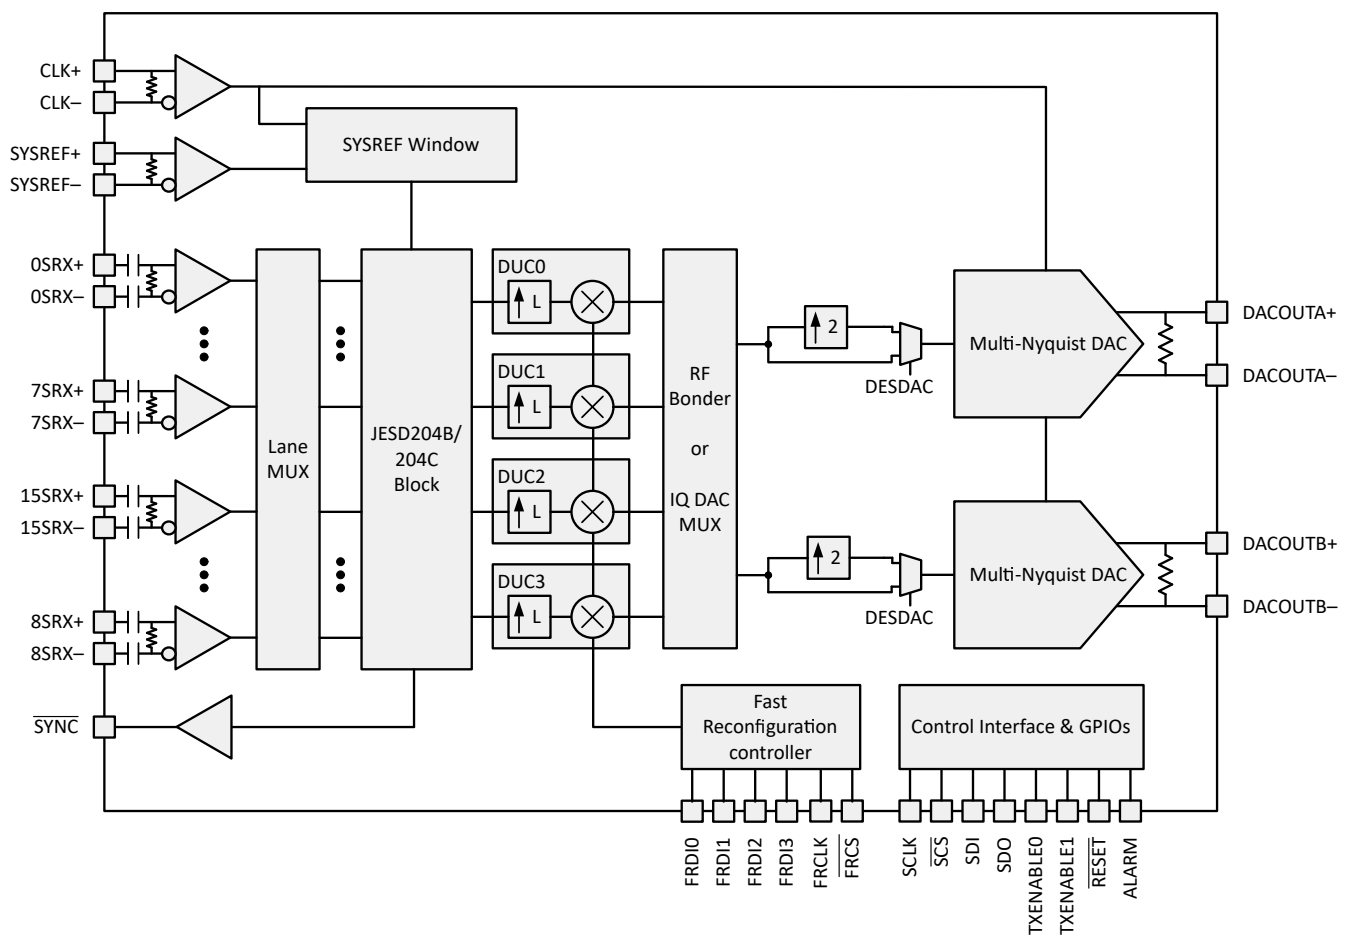 CLK+
CLK–
SYSREF+
SYSREF–
SYSREF Window
0SRX+
0SRX–
7SRX+
7SRX–
15SRX+
15SRX–
8SRX+
8SRX–
SYNC
Lane
MUX
JESD204B/
204C
Block
DUC0
L
DUC1
L
DUC2
L
DUC3
L
RF
Bonder
or
IQ DAC
MUX
2
DESDAC
Multi-Nyquist DAC
DACOUTA+
DACOUTA–
2
DESDAC
Multi-Nyquist DAC
DACOUTB+
DACOUTB–
Fast
Reconfiguration
controller
Control Interface & GPIOs
FRDI0
FRDI1
FRDI2
FRDI3
FRCLK
FRCS
SCLK
SCS
SDI
SDO
TXENABLE0
TXENABLE1
RESET
ALARM